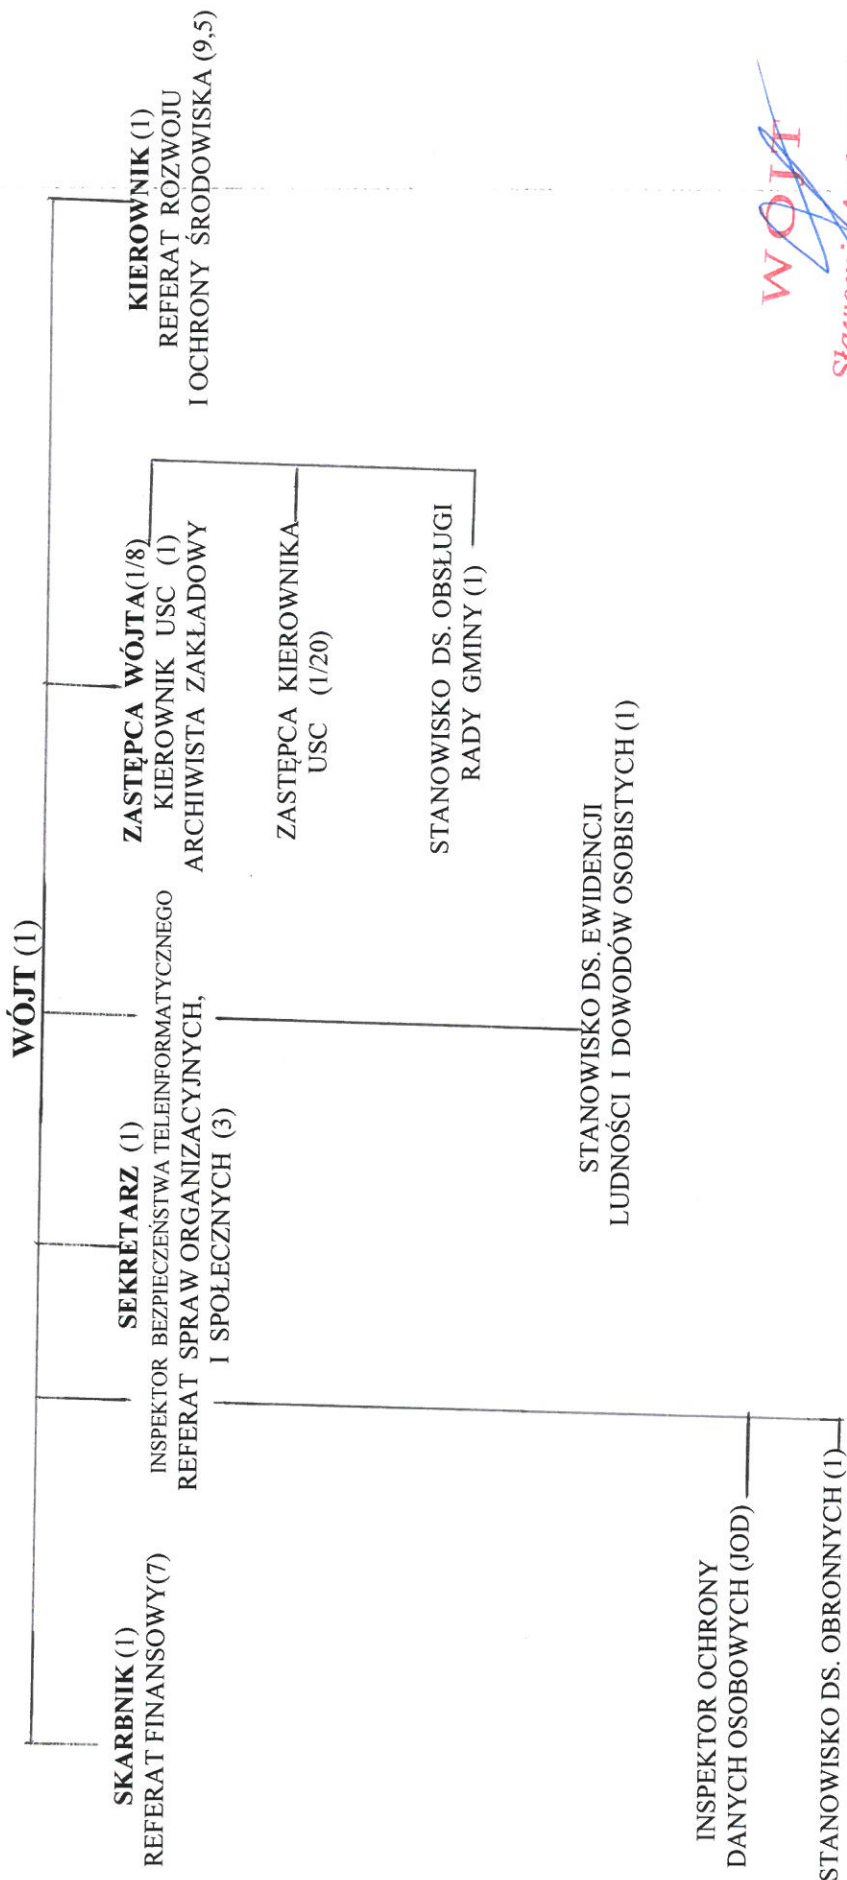 WÓJT (1)
SKARBNIK (1)
REFERAT FINANSOWY(7)
SEKRETARZ (1)
INSPEKTOR BEZPIECZEŃSTWA TELEINFORMATYCZNEGO
REFERAT SPRAW ORGANIZACYJNYCH,
I SPOŁECZNYCH (3)
ZASTĘPCA WÓJTA(1/8)
KIEROWNIK USC (1)
ARCHIWISTA ZAKŁADOWY
ZASTĘPCA KIEROWNIKA
USC (1/20)
STANOWISKO DS. OBSŁUGI
RADY GMINY (1)
KIEROWNIK (1)
REFERAT ROZWOJU
I OCHRONY ŚRODOWISKA (9,5)
STANOWISKO DS. EWIDENCJI
LUDNOŚCI I DOWODÓW OSOBISTYCH (1)
INSPEKTOR OCHRONY
DANYCH OSOBOWYCH (JOD)
STANOWISKO DS. OBRONNYCH (1)
WÓJT